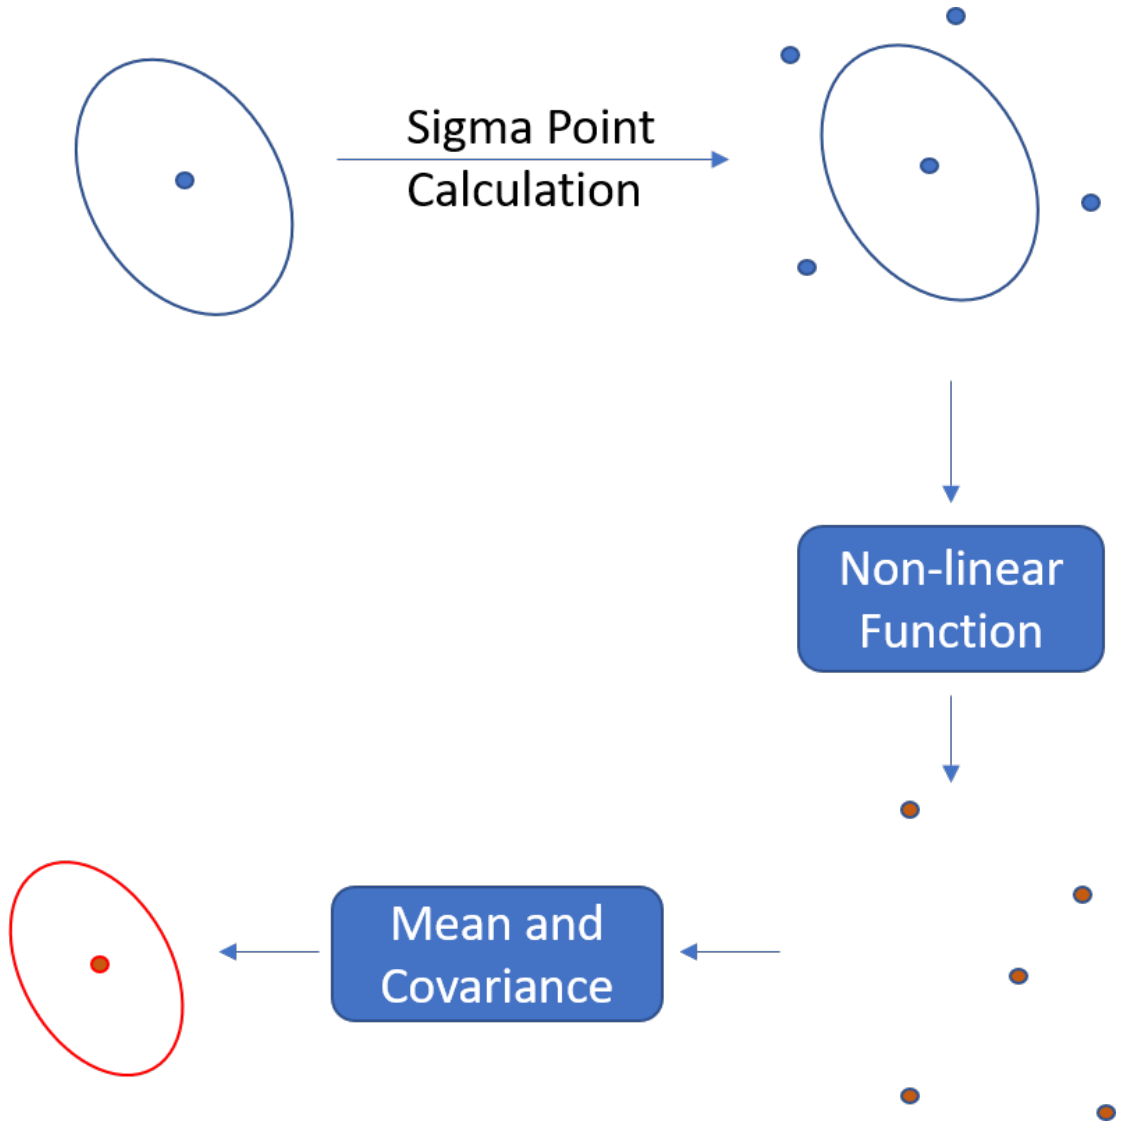 Sigma Point
Calculation
Non-linear
Function
Mean and
Covariance